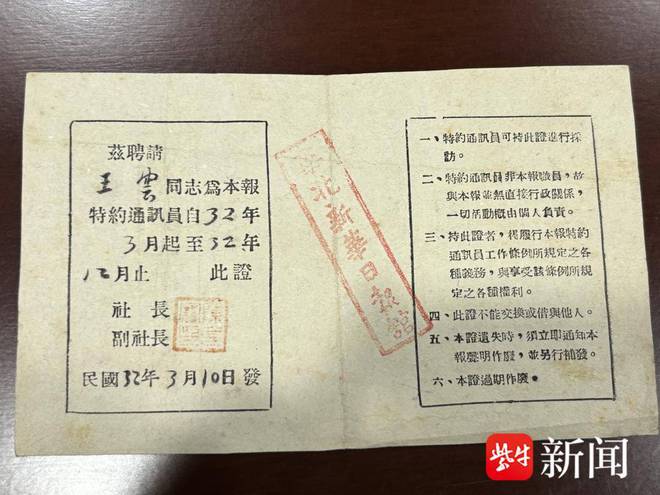 茲聘請
王雲同志爲本報
特約通訊員自32年
3月起至32年
12月止 此證
社長
副社長
民國32年3月10日發
北新華日報館
一、特約通訊員可持此證進行採
訪。
二、特約通訊員非本報職員，故
與本報並無直接行政關係，
一切活動概由個人負責。
三、持此證者，須履行本報特約
通訊員工作條例所規定之各
種義務，與享受該條例所規
定之各種權利。
四、此證不能交換或借與他人。
五、本證遺失時，須立卽通知本
報聲明作廢，並另行補發。
六、本證過期作廢。
紫牛新闻